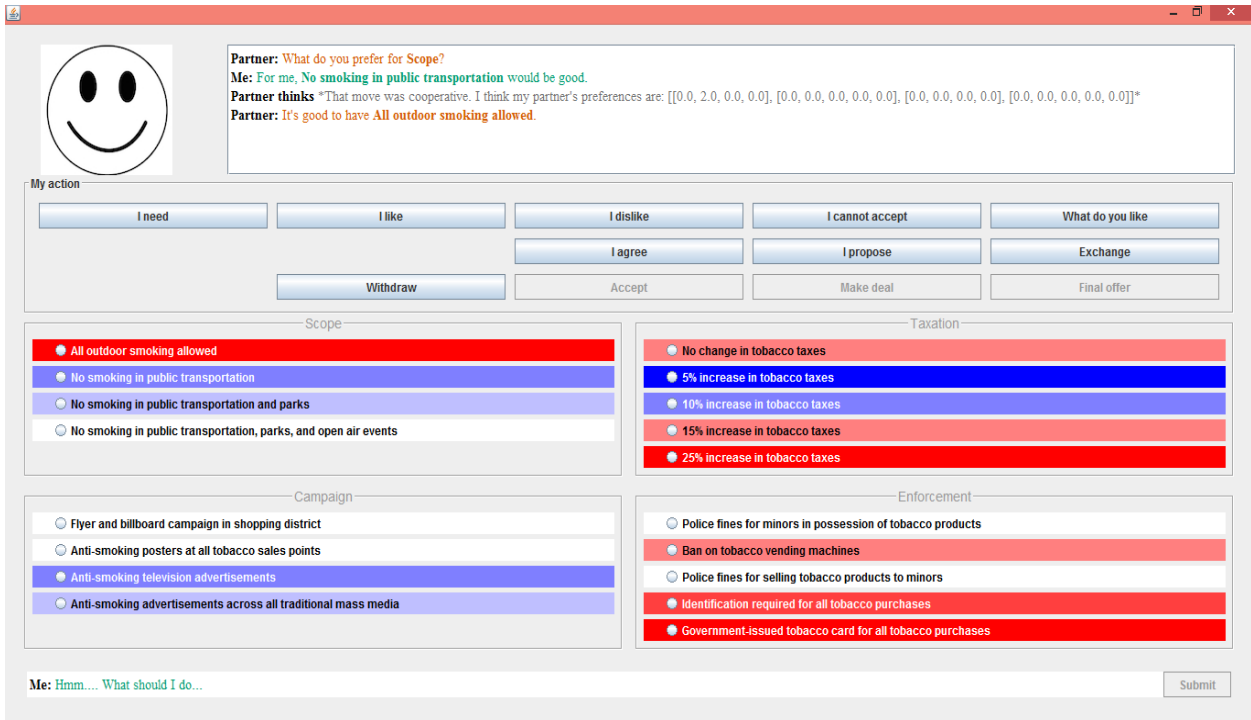 Partner: What do you prefer for Scope?
Me: For me, No smoking in public transportation would be good.
Partner thinks *That move was cooperative. I think my partner's preferences are: [[0.0, 2.0, 0.0, 0.0], [0.0, 0.0, 0.0, 0.0, 0.0], [0.0, 0.0, 0.0, 0.0], [0.0, 0.0, 0.0, 0.0, 0.0]]*
Partner: It's good to have All outdoor smoking allowed.
My action
I need I like I dislike I cannot accept What do you like
I agree I propose Exchange
Withdraw Accept Make deal Final offer
Scope
All outdoor smoking allowed
No smoking in public transportation
No smoking in public transportation and parks
No smoking in public transportation, parks, and open air events
Taxation
No change in tobacco taxes
5% increase in tobacco taxes
10% increase in tobacco taxes
15% increase in tobacco taxes
25% increase in tobacco taxes
Campaign
Flyer and billboard campaign in shopping district
Anti-smoking posters at all tobacco sales points
Anti-smoking television advertisements
Anti-smoking advertisements across all traditional mass media
Enforcement
Police fines for minors in possession of tobacco products
Ban on tobacco vending machines
Police fines for selling tobacco products to minors
Identification required for all tobacco purchases
Government-issued tobacco card for all tobacco purchases
Me: Hmm.... What should I do...
Submit